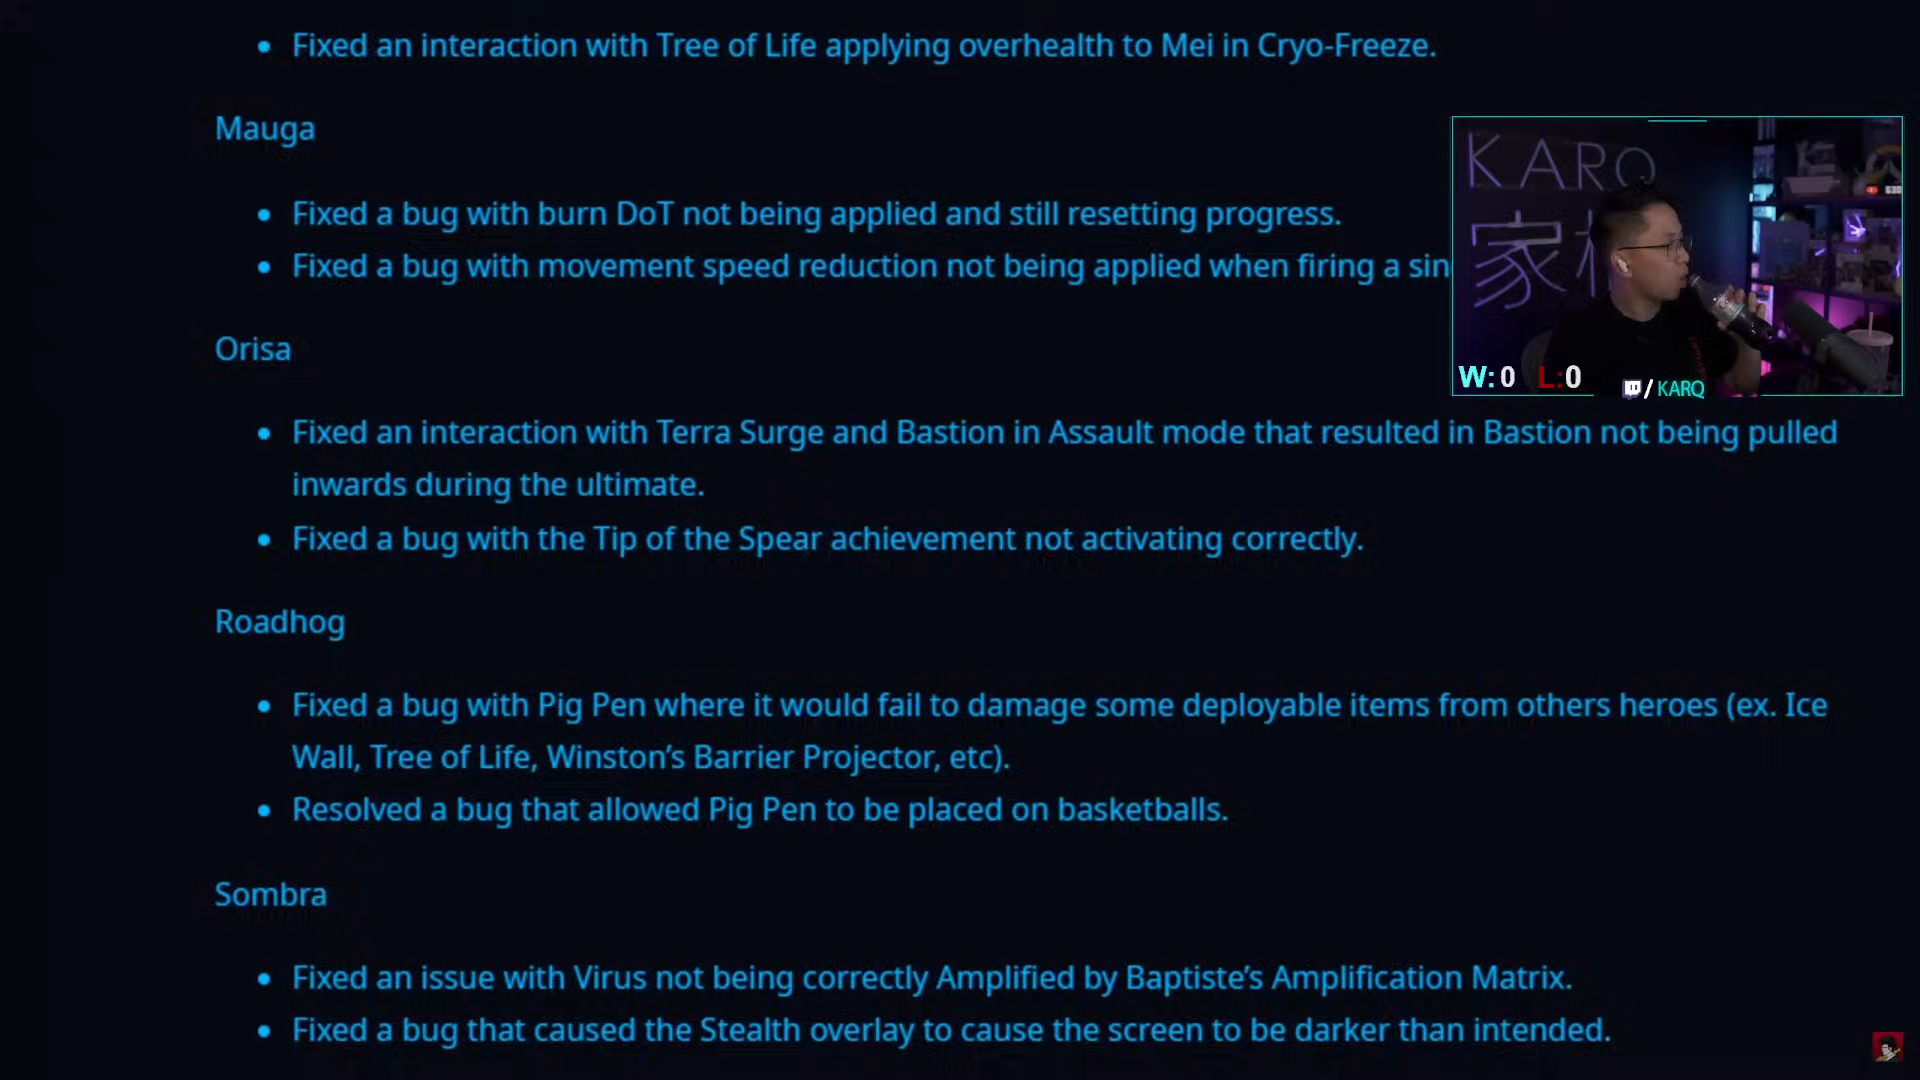 Fixed an interaction with Tree of Life applying overhealth to Mei in Cryo-Freeze.
Mauga
Fixed a bug with burn DoT not being applied and still resetting progress.
Fixed a bug with movement speed reduction not being applied when firing a sin
KARQ
家
W:0 L:0
/ KARQ
Orisa
Fixed an interaction with Terra Surge and Bastion in Assault mode that resulted in Bastion not being pulled
inwards during the ultimate.
Fixed a bug with the Tip of the Spear achievement not activating correctly.
Roadhog
Fixed a bug with Pig Pen where it would fail to damage some deployable items from others heroes (ex. Ice
Wall, Tree of Life, Winston’s Barrier Projector, etc).
Resolved a bug that allowed Pig Pen to be placed on basketballs.
Sombra
Fixed an issue with Virus not being correctly Amplified by Baptiste’s Amplification Matrix.
Fixed a bug that caused the Stealth overlay to cause the screen to be darker than intended.